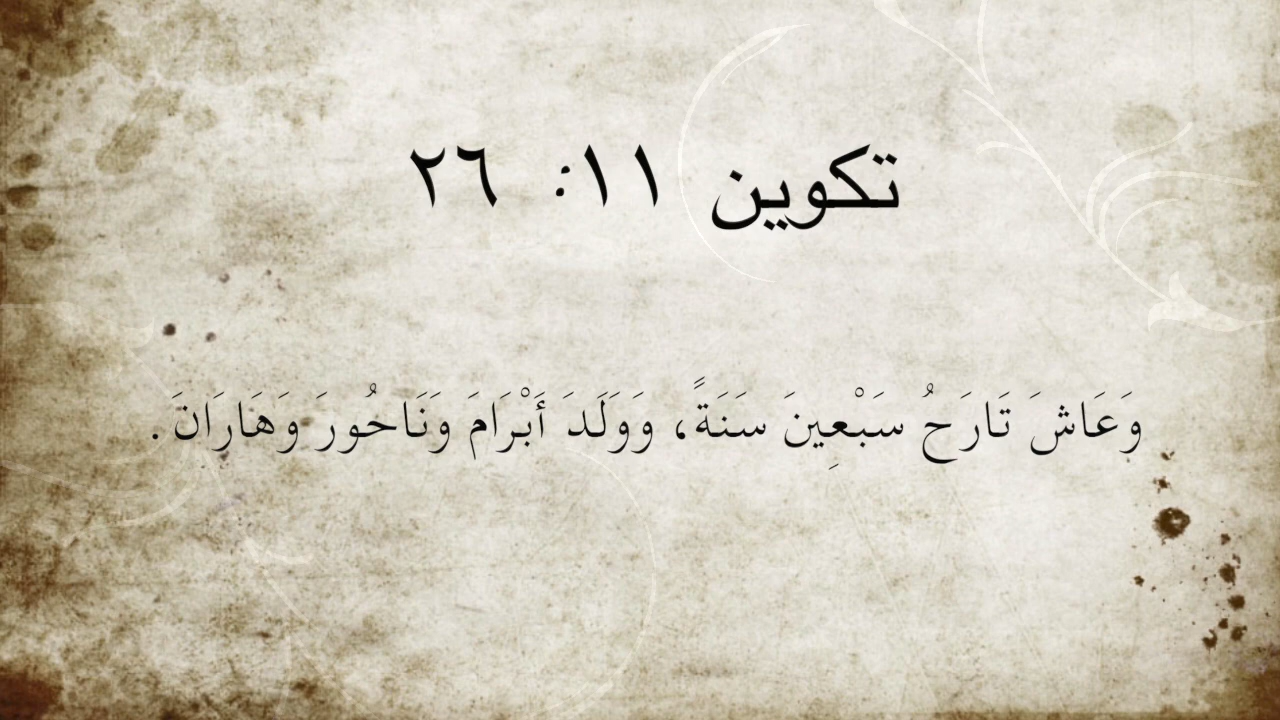 تكوين ١١: ٢٦
وَعَاشَ تَارَحُ سَبْعِينَ سَنَةً، وَوَلَدَ أَبْرَامَ وَنَاحُورَ وَهَارَانَ.